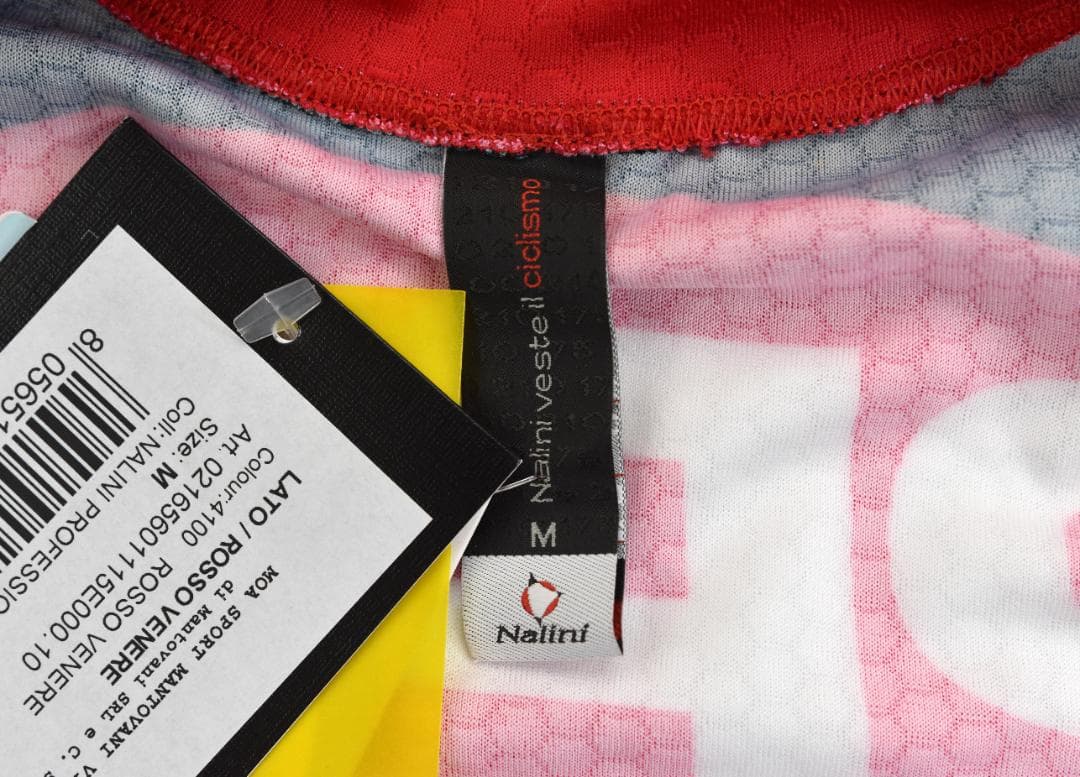 Nalini veste il ciclismo
M
Nalini
MOA SPORT MANTOVANI
di Mantovani SRL e C.
LATO / ROSSO VENERE
Colour:4100 ROSSO VENERE
Art. 02165601115E000.10
Size: M
Coll:NALINI
8 0565